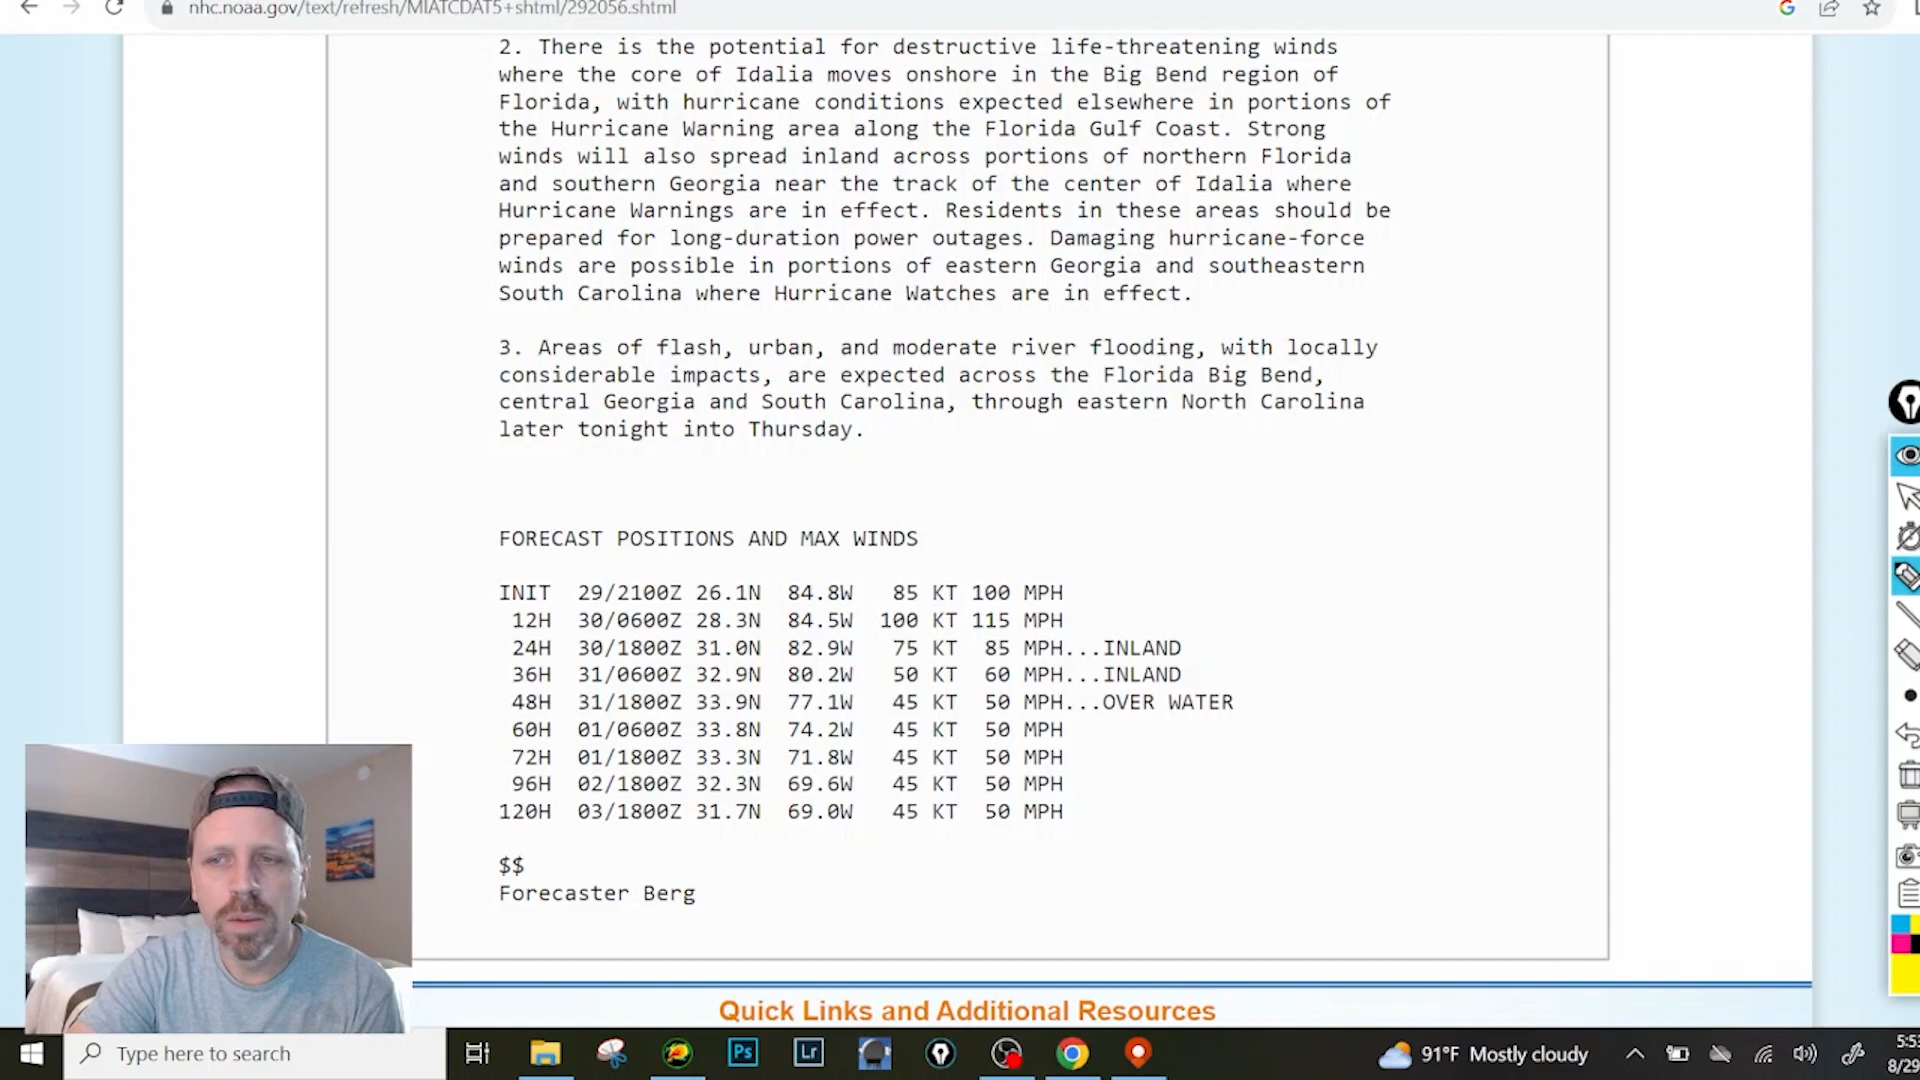 nhc.noaa.gov/text/refresh/MIATCDAT5+shtml/292056.shtml
2. There is the potential for destructive life-threatening winds
where the core of Idalia moves onshore in the Big Bend region of
Florida, with hurricane conditions expected elsewhere in portions of
the Hurricane Warning area along the Florida Gulf Coast. Strong
winds will also spread inland across portions of northern Florida
and southern Georgia near the track of the center of Idalia where
Hurricane Warnings are in effect. Residents in these areas should be
prepared for long-duration power outages. Damaging hurricane-force
winds are possible in portions of eastern Georgia and southeastern
South Carolina where Hurricane Watches are in effect.
3. Areas of flash, urban, and moderate river flooding, with locally
considerable impacts, are expected across the Florida Big Bend,
central Georgia and South Carolina, through eastern North Carolina
later tonight into Thursday.
FORECAST POSITIONS AND MAX WINDS
INIT 29/2100Z 26.1N 84.8W 85 KT 100 MPH
12H 30/0600Z 28.3N 84.5W 100 KT 115 MPH
24H 30/1800Z 31.0N 82.9W 75 KT 85 MPH...INLAND
36H 31/0600Z 32.9N 80.2W 50 KT 60 MPH...INLAND
48H 31/1800Z 33.9N 77.1W 45 KT 50 MPH...OVER WATER
60H 01/0600Z 33.8N 74.2W 45 KT 50 MPH
72H 01/1800Z 33.3N 71.8W 45 KT 50 MPH
96H 02/1800Z 32.3N 69.6W 45 KT 50 MPH
120H 03/1800Z 31.7N 69.0W 45 KT 50 MPH
$$
Forecaster Berg
Quick Links and Additional Resources
Type here to search
Ps
Lr
91°F Mostly cloudy
5:53
8/29